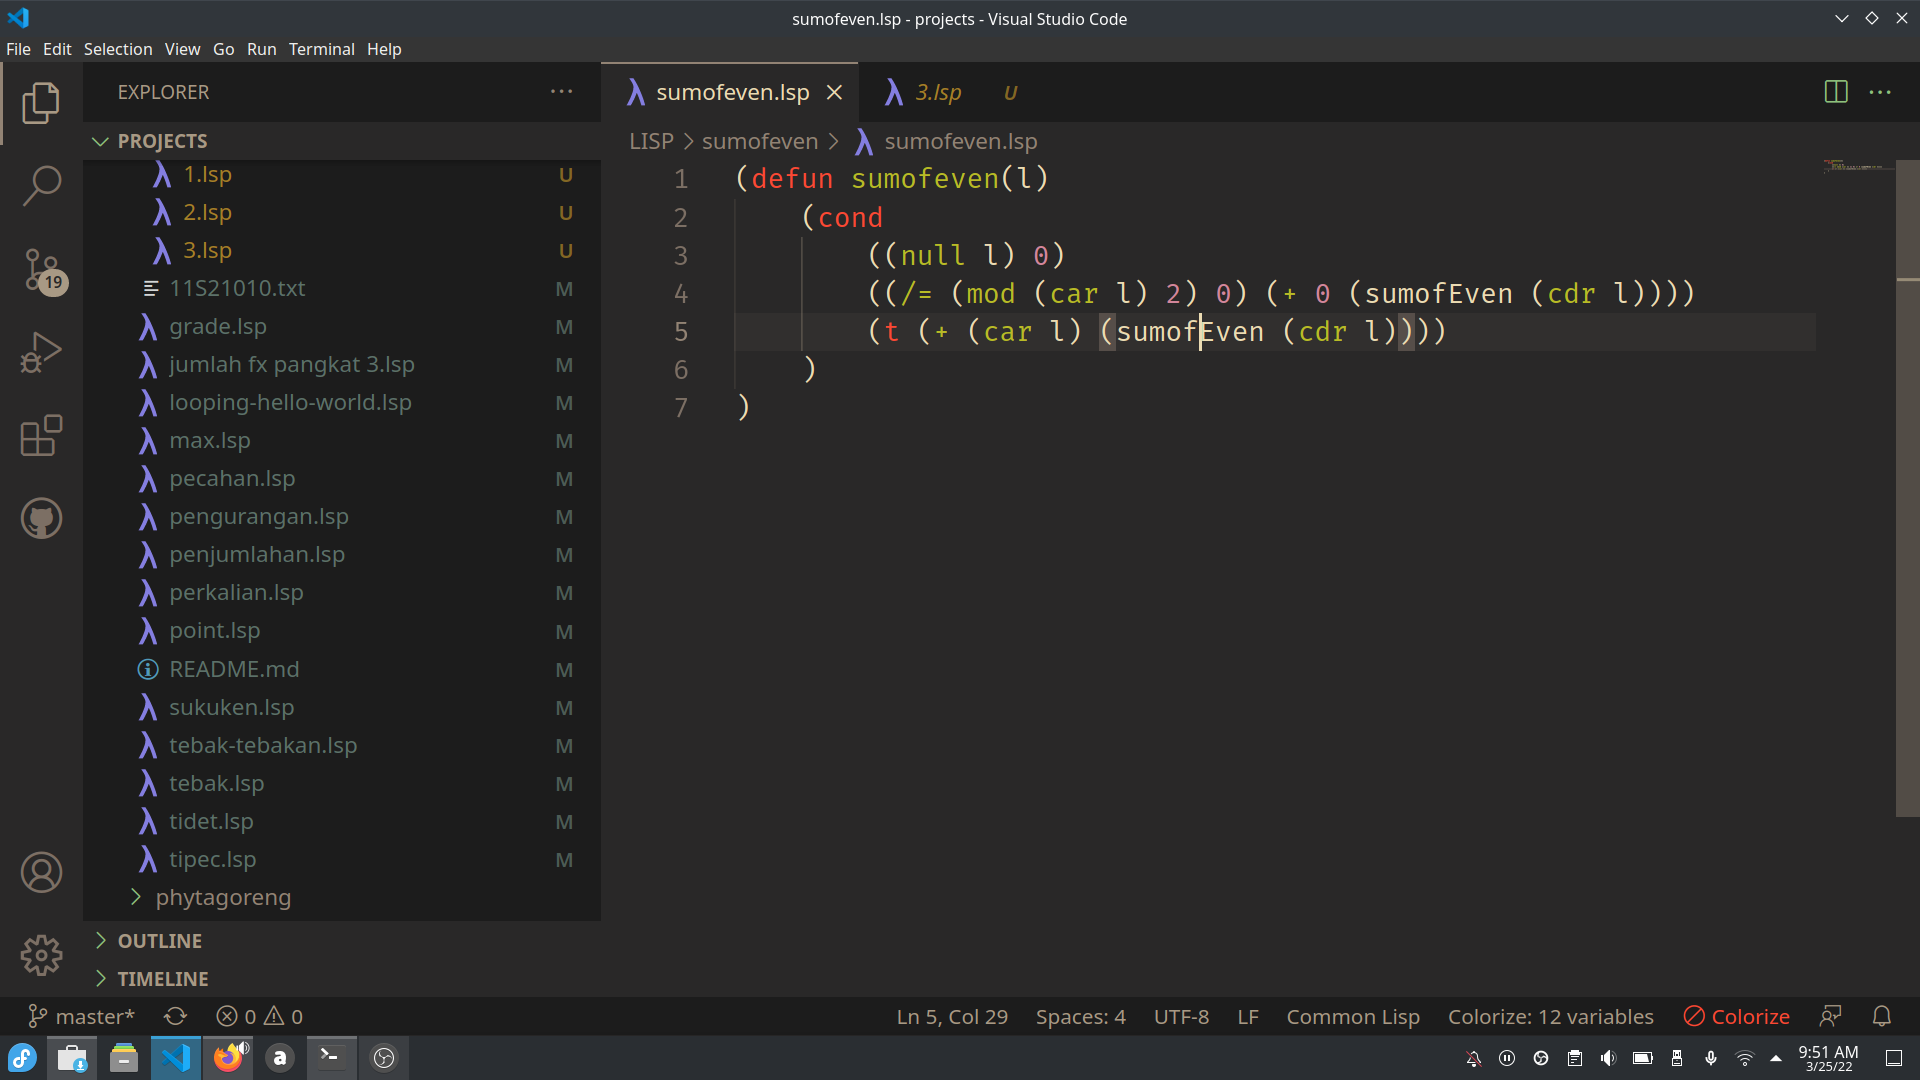 sumofeven.lsp - projects - Visual Studio Code
File Edit Selection View Go Run Terminal Help
EXPLORER
PROJECTS
1.lsp U
2.lsp U
3.lsp U
11S21010.txt M
grade.lsp M
jumlah fx pangkat 3.lsp M
looping-hello-world.lsp M
max.lsp M
pecahan.lsp M
pengurangan.lsp M
penjumlahan.lsp M
perkalian.lsp M
point.lsp M
README.md M
sukuken.lsp M
tebak-tebakan.lsp M
tebak.lsp M
tidet.lsp M
tipec.lsp M
phytagoreng
OUTLINE
TIMELINE
19
sumofeven.lsp
3.lsp U
LISP > sumofeven > sumofeven.lsp
1 (defun sumofeven(l)
2 (cond
3 ((null l) 0)
4 ((/= (mod (car l) 2) 0) (+ 0 (sumofEven (cdr l))))
5 (t (+ (car l) (sumofEven (cdr l))))
6 )
7 )
master* 0 0
Ln 5, Col 29 Spaces: 4 UTF-8 LF Common Lisp Colorize: 12 variables Colorize
a
9:51 AM
3/25/22